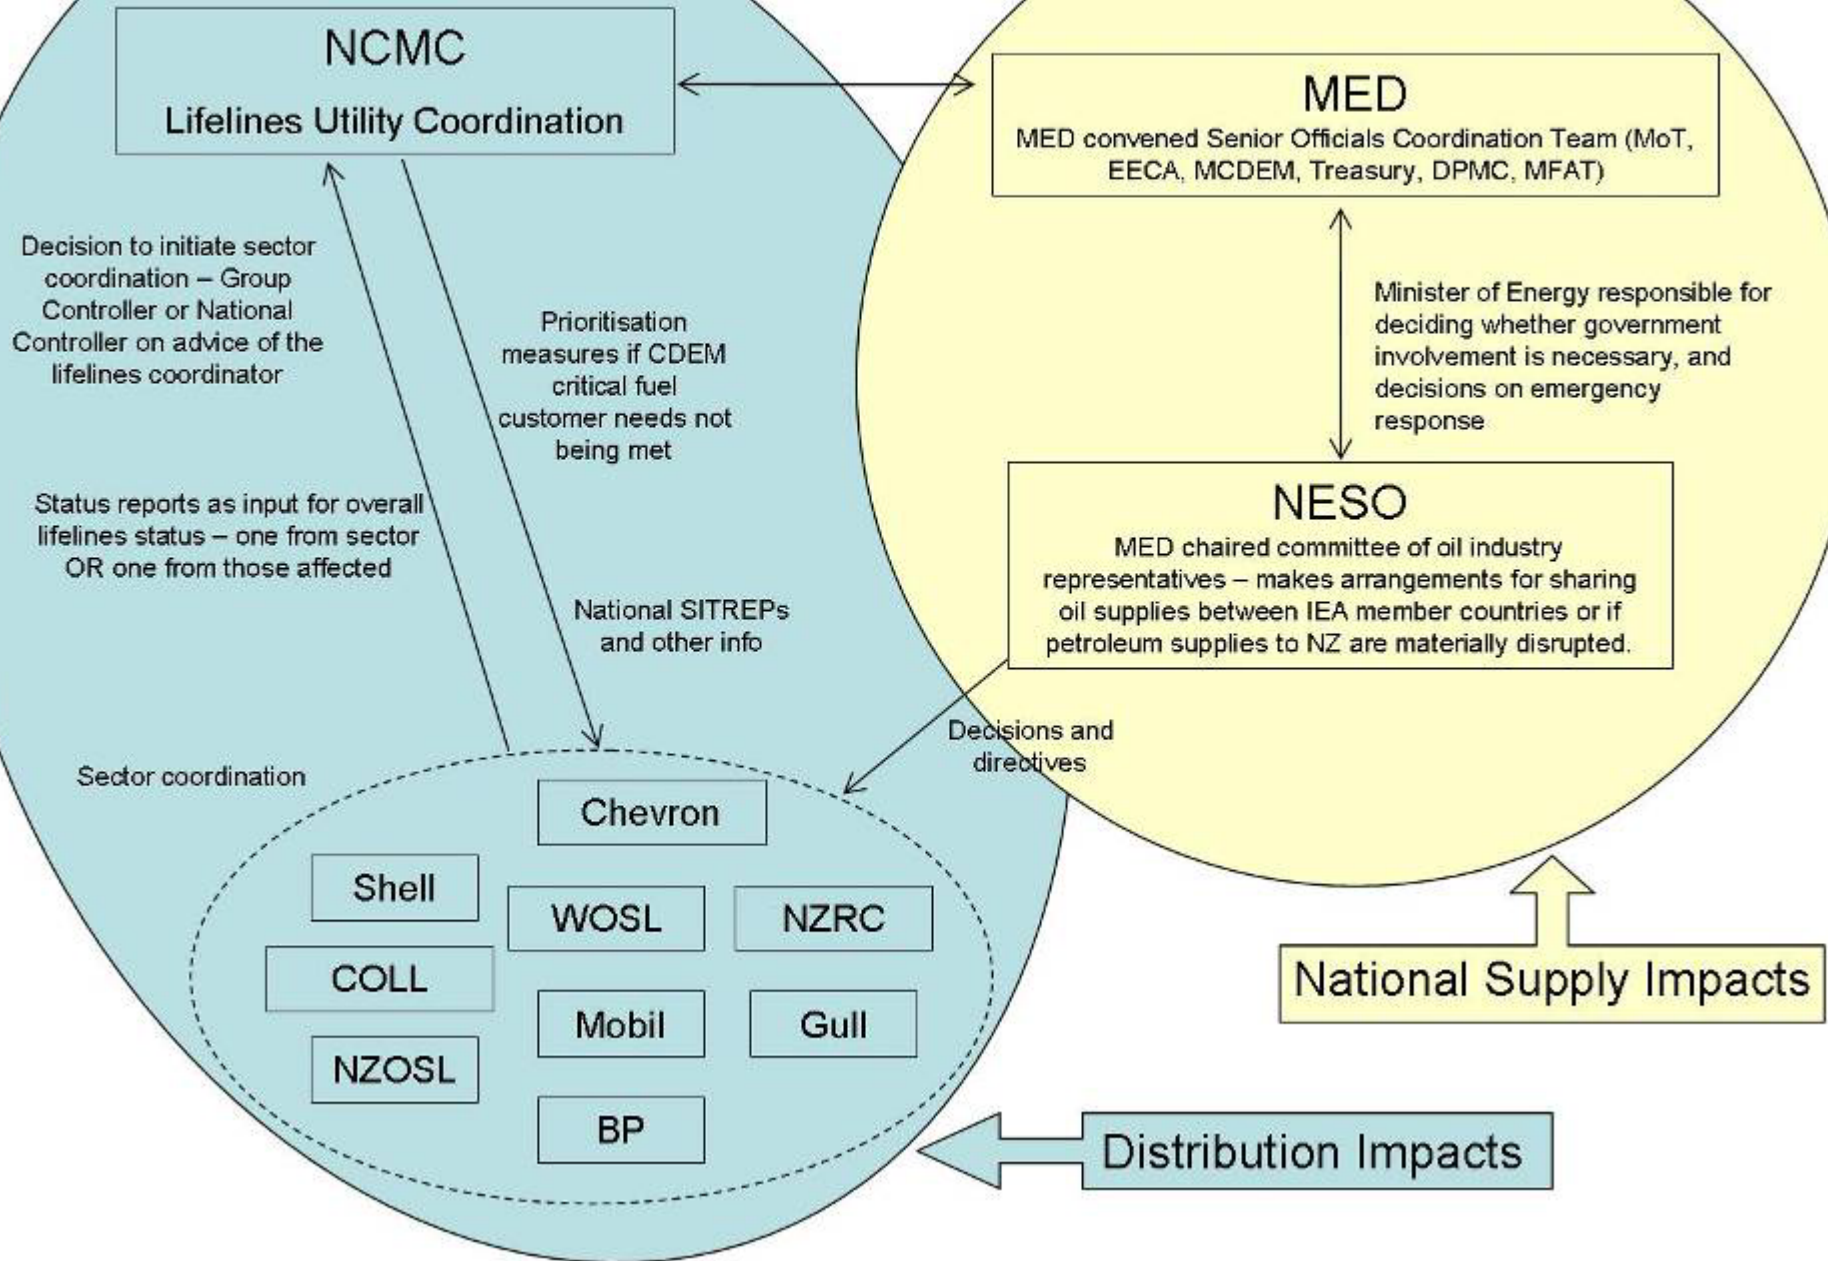 NCMC
Lifelines Utility Coordination
MED
MED convened Senior Officials Coordination Team (MoT,
EECA, MCDEM, Treasury, DPMC, MFAT)
Decision to initiate sector
coordination – Group
Controller or National
Controller on advice of the
lifelines coordinator
Prioritisation
measures if CDEM
critical fuel
customer needs not
being met
Minister of Energy responsible for
deciding whether government
involvement is necessary, and
decisions on emergency
response
Status reports as input for overall
lifelines status – one from sector
OR one from those affected
National SITREPs
and other info
NESO
MED chaired committee of oil industry
representatives – makes arrangements for sharing
oil supplies between IEA member countries or if
petroleum supplies to NZ are materially disrupted.
Decisions and
directives
Sector coordination
Chevron
Shell
WOSL
NZRC
COLL
Mobil
Gull
NZOSL
BP
National Supply Impacts
Distribution Impacts